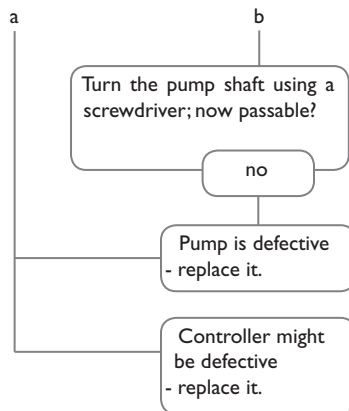 a b
Turn the pump shaft using a
screwdriver; now passable?
no
Pump is defective
- replace it.
Controller might
be defective
- replace it.